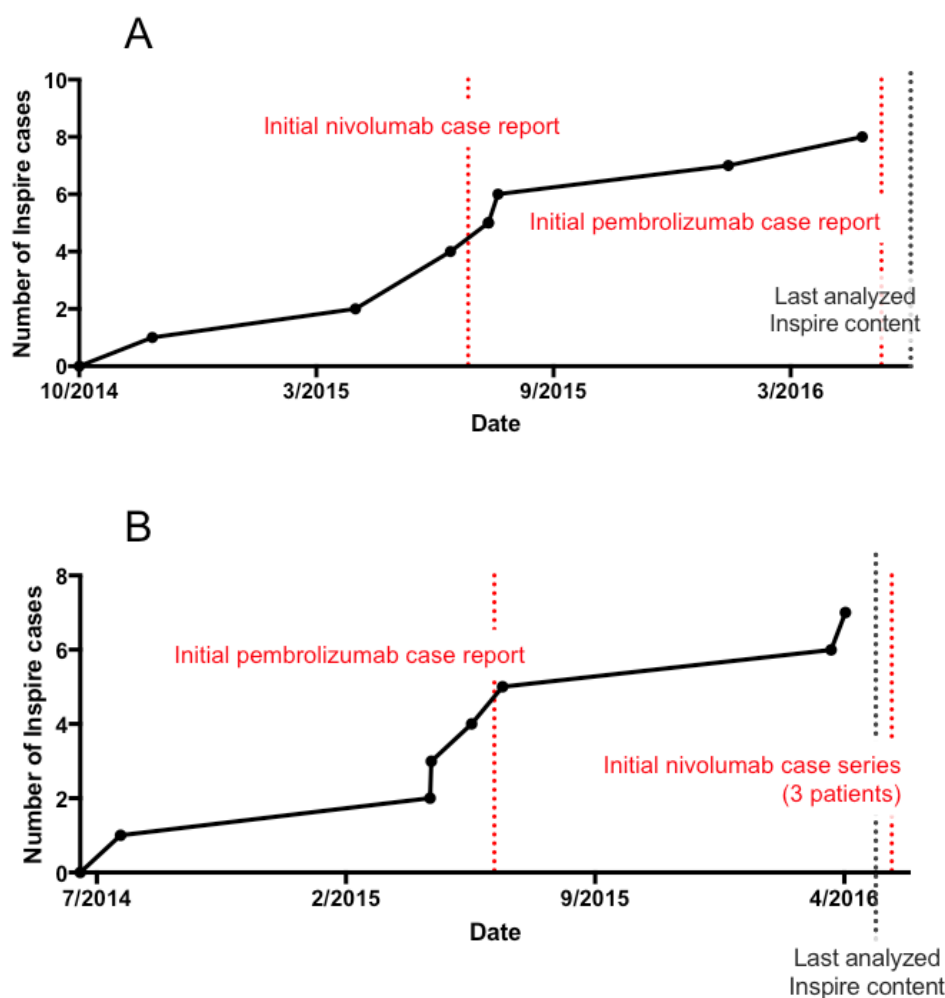 A
10
8
6
4
2
0
Number of Inspire cases
Initial nivolumab case report
Initial pembrolizumab case report
Last analyzed
Inspire content
10/2014
3/2015
9/2015
3/2016
Date
B
8
6
4
2
0
Number of Inspire cases
Initial pembrolizumab case report
Initial nivolumab case series
(3 patients)
7/2014
2/2015
9/2015
4/2016
Date
Last analyzed
Inspire content